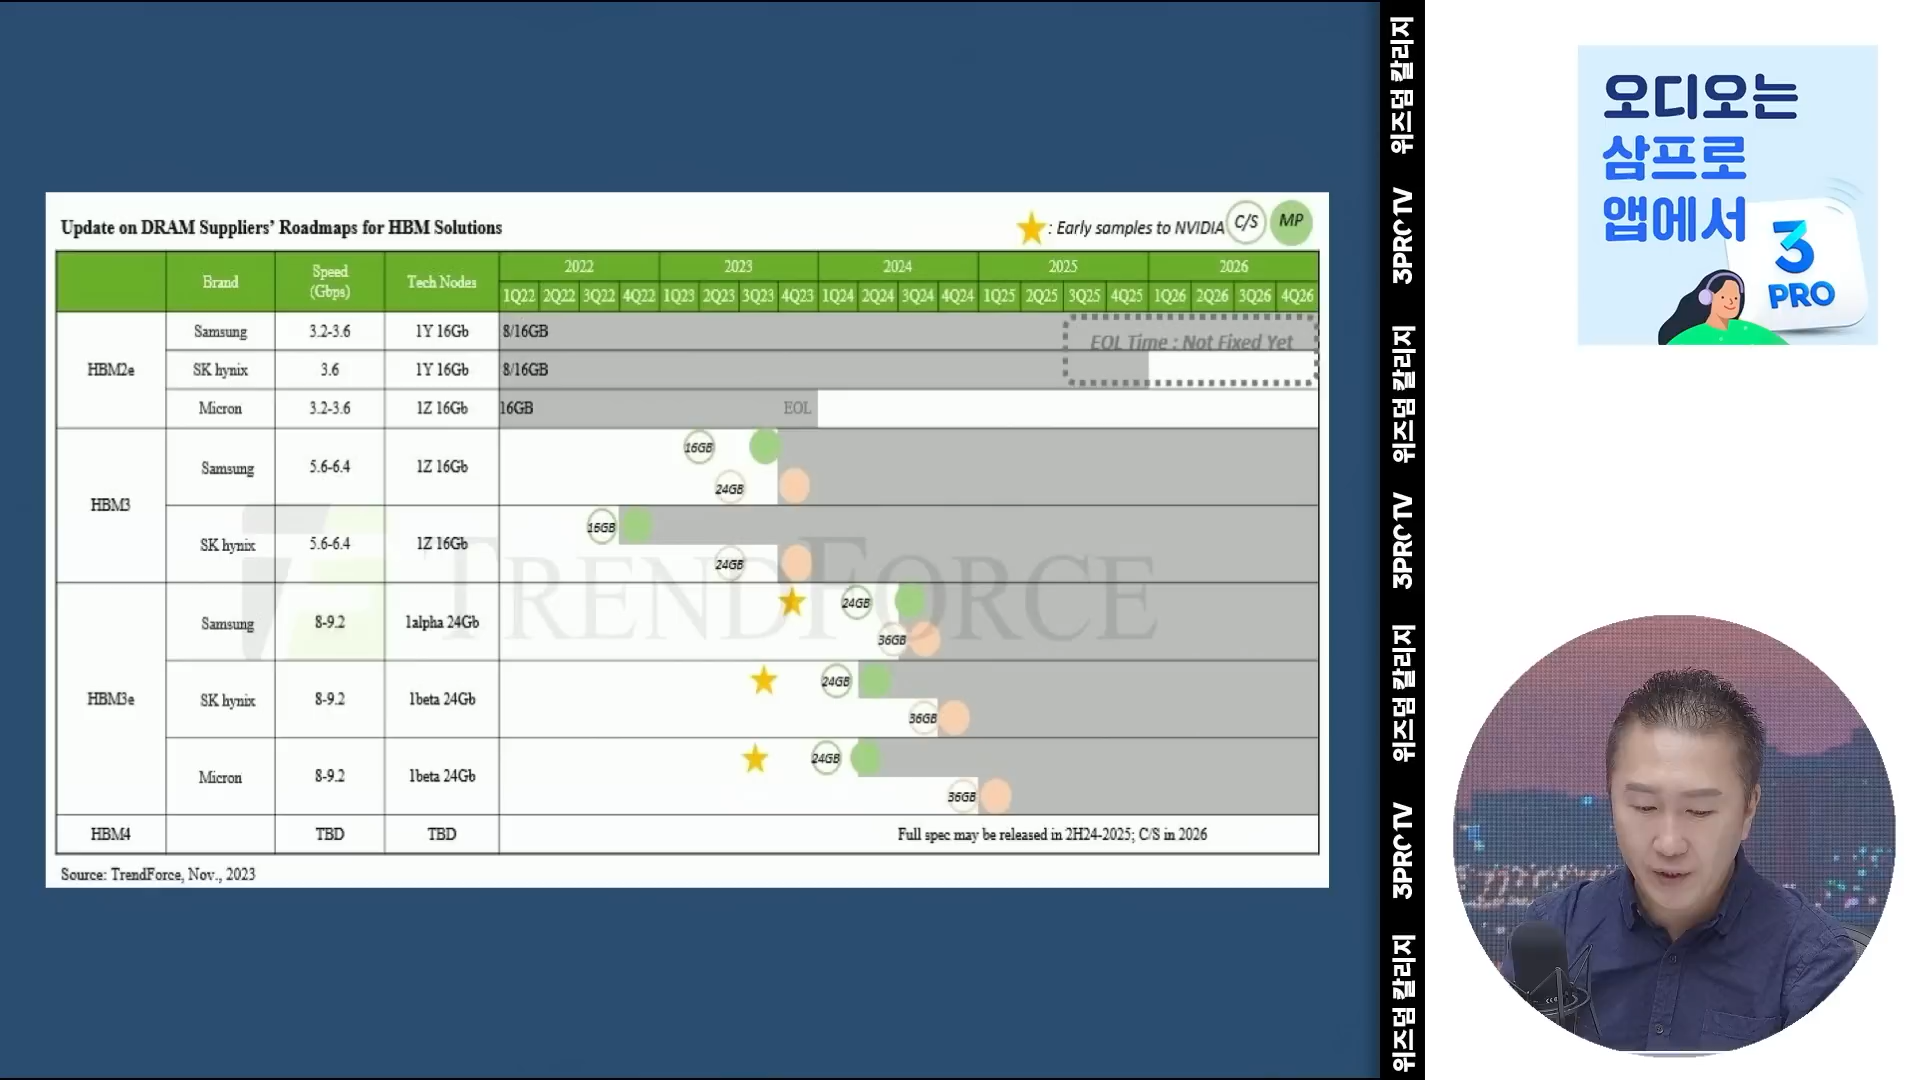 Update on DRAM Suppliers' Roadmaps for HBM Solutions
: Early samples to NVIDIA C/S MP
Brand Speed (Gbps) Tech Nodes 2022 2023 2024 2025 2026
1Q22 2Q22 3Q22 4Q22 1Q23 2Q23 3Q23 4Q23 1Q24 2Q24 3Q24 4Q24 1Q25 2Q25 3Q25 4Q25 1Q26 2Q26 3Q26 4Q26
HBM2e
Samsung 3.2-3.6 1Y 16Gb 8/16GB
EOL Time : Not Fixed Yet
SK hynix 3.6 1Y 16Gb 8/16GB
Micron 3.2-3.6 1Z 16Gb 16GB EOL
HBM3
Samsung 5.6-6.4 1Z 16Gb 16GB
24GB
SK hynix 5.6-6.4 1Z 16Gb 16GB
24GB
TRENDFORCE
HBM3e
Samsung 8-9.2 1alpha 24Gb 24GB
36GB
SK hynix 8-9.2 1beta 24Gb 24GB
36GB
Micron 8-9.2 1beta 24Gb 24GB
36GB
HBM4 TBD TBD Full spec may be released in 2H24-2025; C/S in 2026
Source: TrendForce, Nov., 2023
위즈덤 칼리지 3PROTV 위즈덤 칼리지 3PROTV 위즈덤 칼리지 3PROTV 위즈덤 칼리지
오디오는
삼프로
앱에서
3
PRO